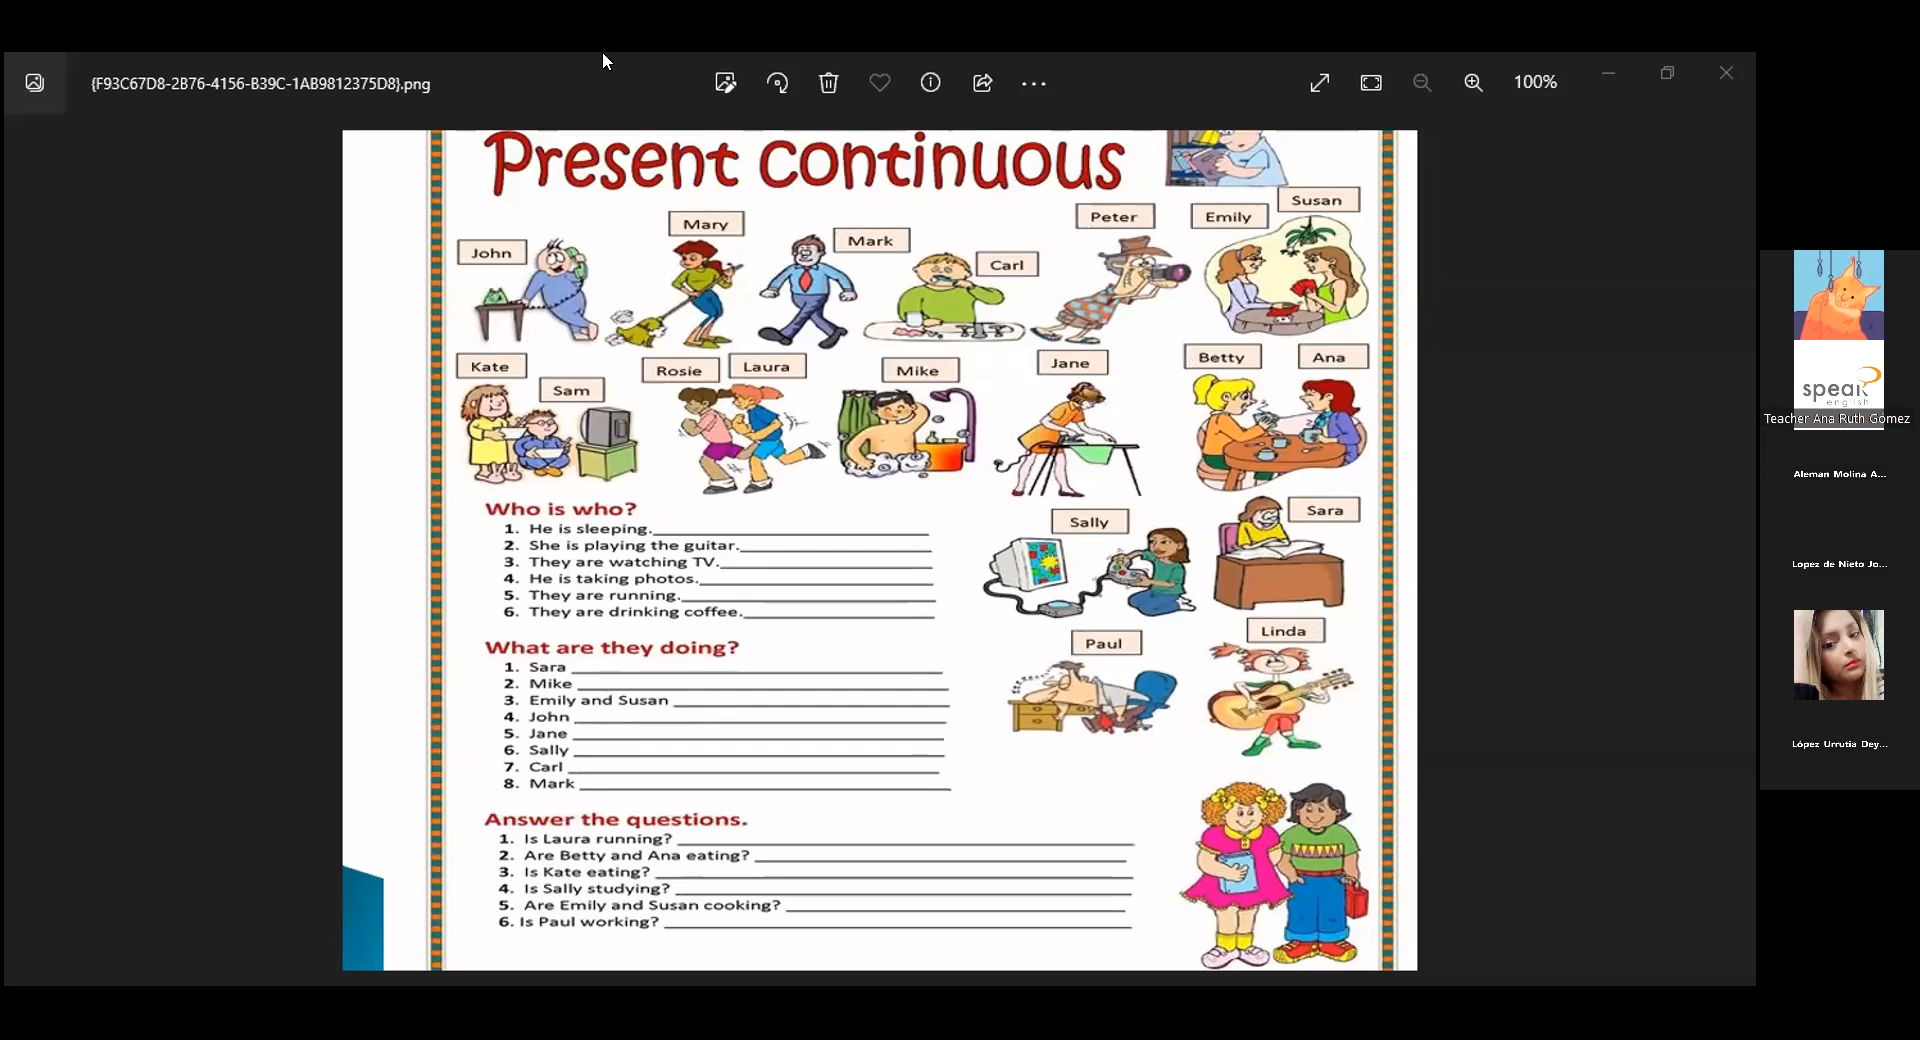 {F93C67D8-2B76-4156-B39C-1AB9812375D8}.png
100%
Present continuous
John
Mary
Mark
Carl
Peter
Emily
Susan
Kate
Sam
Rosie
Laura
Mike
Jane
Betty
Ana
Who is who?
1. He is sleeping.
2. She is playing the guitar.
3. They are watching TV.
4. He is taking photos.
5. They are running.
6. They are drinking coffee.
Sally
Sara
Paul
Linda
What are they doing?
1. Sara
2. Mike
3. Emily and Susan
4. John
5. Jane
6. Sally
7. Carl
8. Mark
Answer the questions.
1. Is Laura running?
2. Are Betty and Ana eating?
3. Is Kate eating?
4. Is Sally studying?
5. Are Emily and Susan cooking?
6. Is Paul working?
speak
english
Teacher Ana Ruth Gómez
Aleman Molina A...
Lopez de Nieto Jo...
López Urrutia Dey...